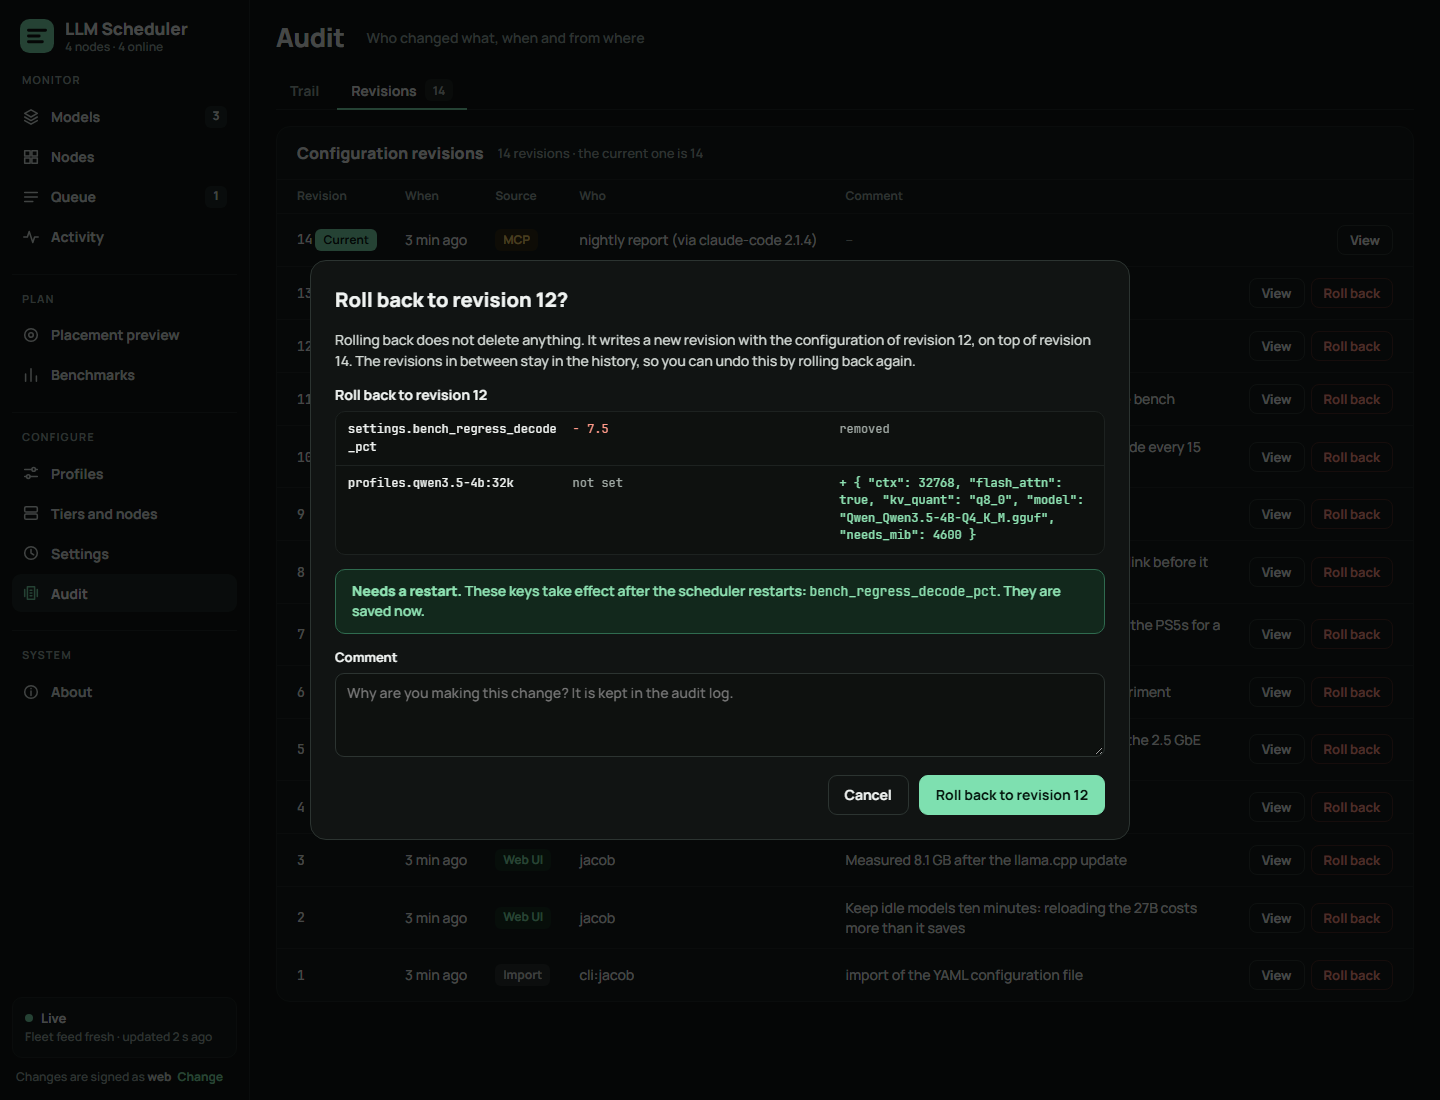 LLM Scheduler
4 nodes · 4 online
MONITOR
Models 3
Nodes
Queue 1
Activity
PLAN
Placement preview
Benchmarks
CONFIGURE
Profiles
Tiers and nodes
Settings
Audit
SYSTEM
About
Live
Fleet feed fresh · updated 2 s ago
Changes are signed as web Change
Audit Who changed what, when and from where
Trail Revisions 14
Configuration revisions 14 revisions · the current one is 14
Revision When Source Who Comment
14 Current 3 min ago MCP nightly report (via claude-code 2.1.4) – View
13 View Roll back
12 View Roll back
11 bench View Roll back
10 de every 15 View Roll back
9 View Roll back
8 ink before it View Roll back
7 the PS5s for a View Roll back
6 riment View Roll back
5 the 2.5 GbE View Roll back
4 View Roll back
Roll back to revision 12?
Rolling back does not delete anything. It writes a new revision with the configuration of revision 12, on top of revision
14. The revisions in between stay in the history, so you can undo this by rolling back again.
Roll back to revision 12
settings.bench_regress_decode - 7.5 removed
_pct
profiles.qwen3.5-4b:32k not set + { "ctx": 32768, "flash_attn":
true, "kv_quant": "q8_0", "model":
"Qwen_Qwen3.5-4B-Q4_K_M.gguf",
"needs_mib": 4600 }
Needs a restart. These keys take effect after the scheduler restarts: bench_regress_decode_pct. They are
saved now.
Comment
Why are you making this change? It is kept in the audit log.
Cancel Roll back to revision 12
3 3 min ago Web UI jacob Measured 8.1 GB after the llama.cpp update View Roll back
2 3 min ago Web UI jacob Keep idle models ten minutes: reloading the 27B costs
more than it saves View Roll back
1 3 min ago Import cli:jacob import of the YAML configuration file View Roll back